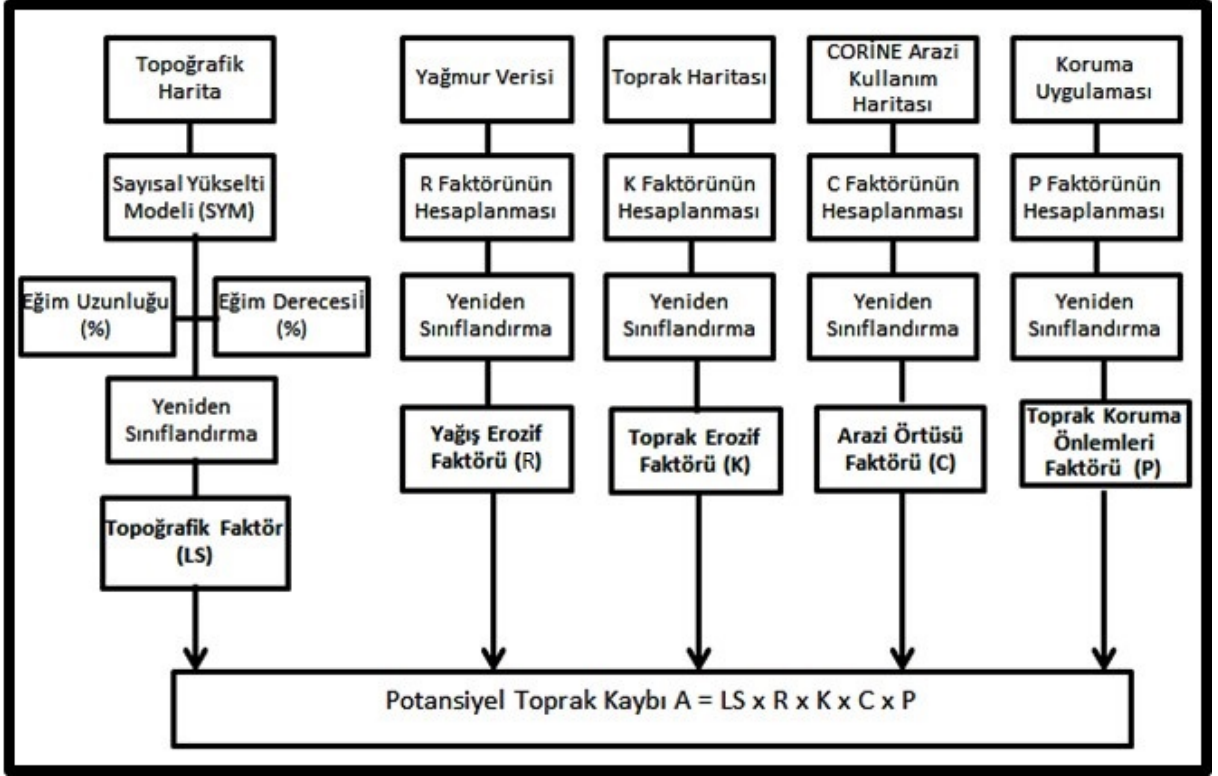 Topoğrafik
Harita
Sayısal Yükselti
Modeli (SYM)
Eğim Uzunluğu
(%)
Eğim Derecesiİ
(%)
Yeniden
Sınıflandırma
Topoğrafik Faktör
(LS)
Yağmur Verisi
R Faktörünün
Hesaplanması
Yeniden
Sınıflandırma
Yağış Erozif
Faktörü (R)
Toprak Haritası
K Faktörünün
Hesaplanması
Yeniden
Sınıflandırma
Toprak Erozif
Faktörü (K)
CORİNE Arazi
Kullanım
Haritası
C Faktörünün
Hesaplanması
Yeniden
Sınıflandırma
Arazi Örtüsü
Faktörü (C)
Koruma
Uygulaması
P Faktörünün
Hesaplanması
Yeniden
Sınıflandırma
Toprak Koruma
Önlemleri
Faktörü (P)
Potansiyel Toprak Kaybı A = LS x R x K x C x P